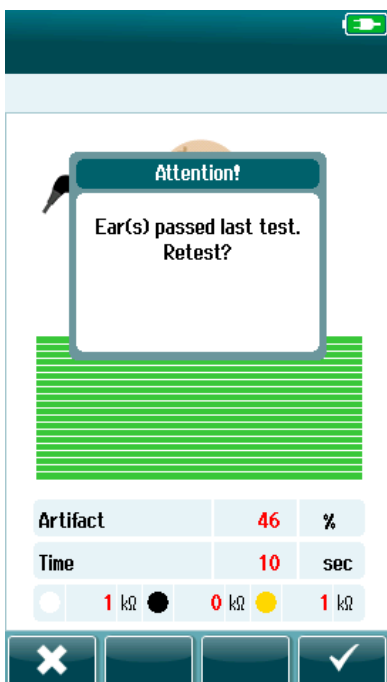 Attention!
Ear(s) passed last test.
Retest?
Artifact 46 %
Time 10 sec
1 kΩ 0 kΩ 1 kΩ